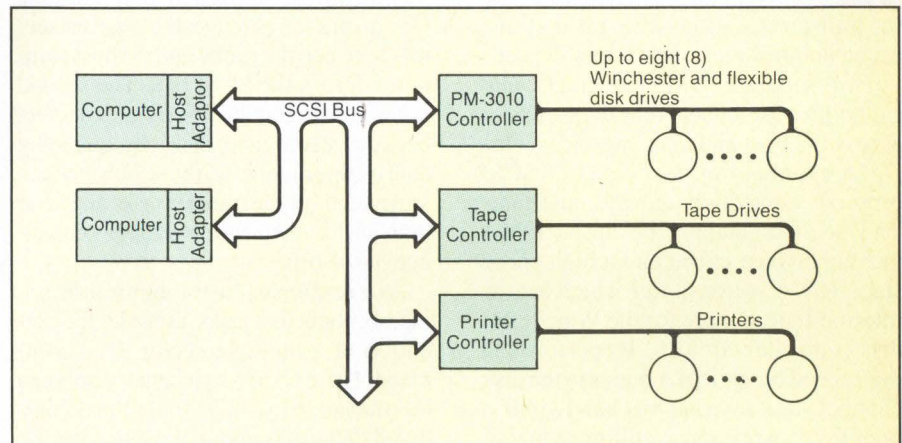 Up to eight (8)
Winchester and flexible
disk drives
Computer
Host
Adaptor
SCSI Bus
PM-3010
Controller
Computer
Host
Adapter
Tape
Controller
Tape Drives
Printer
Controller
Printers